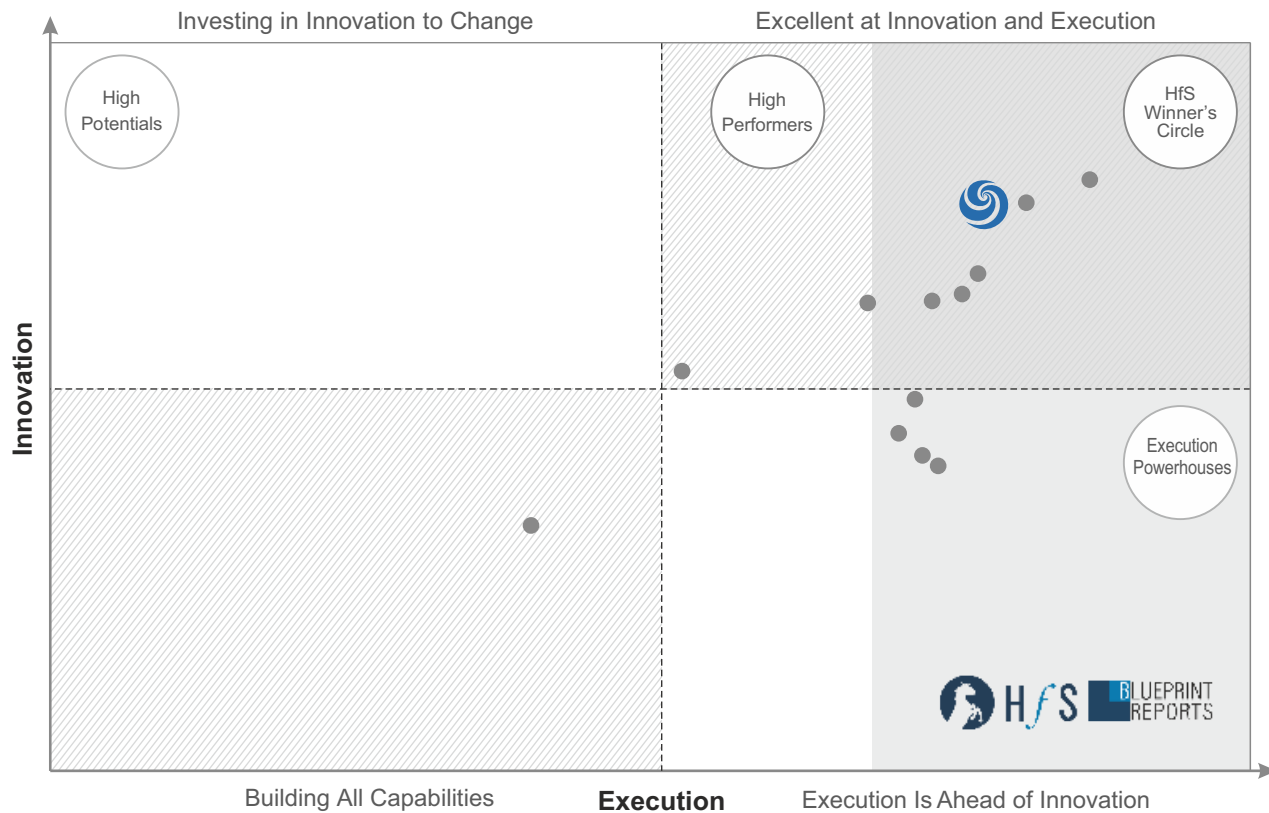 Investing in Innovation to Change
Excellent at Innovation and Execution
High
Potentials
High
Performers
HfS
Winner's
Circle
Innovation
Execution
Powerhouses
HfS
BLUEPRINT
REPORTS
Building All Capabilities
Execution
Execution Is Ahead of Innovation